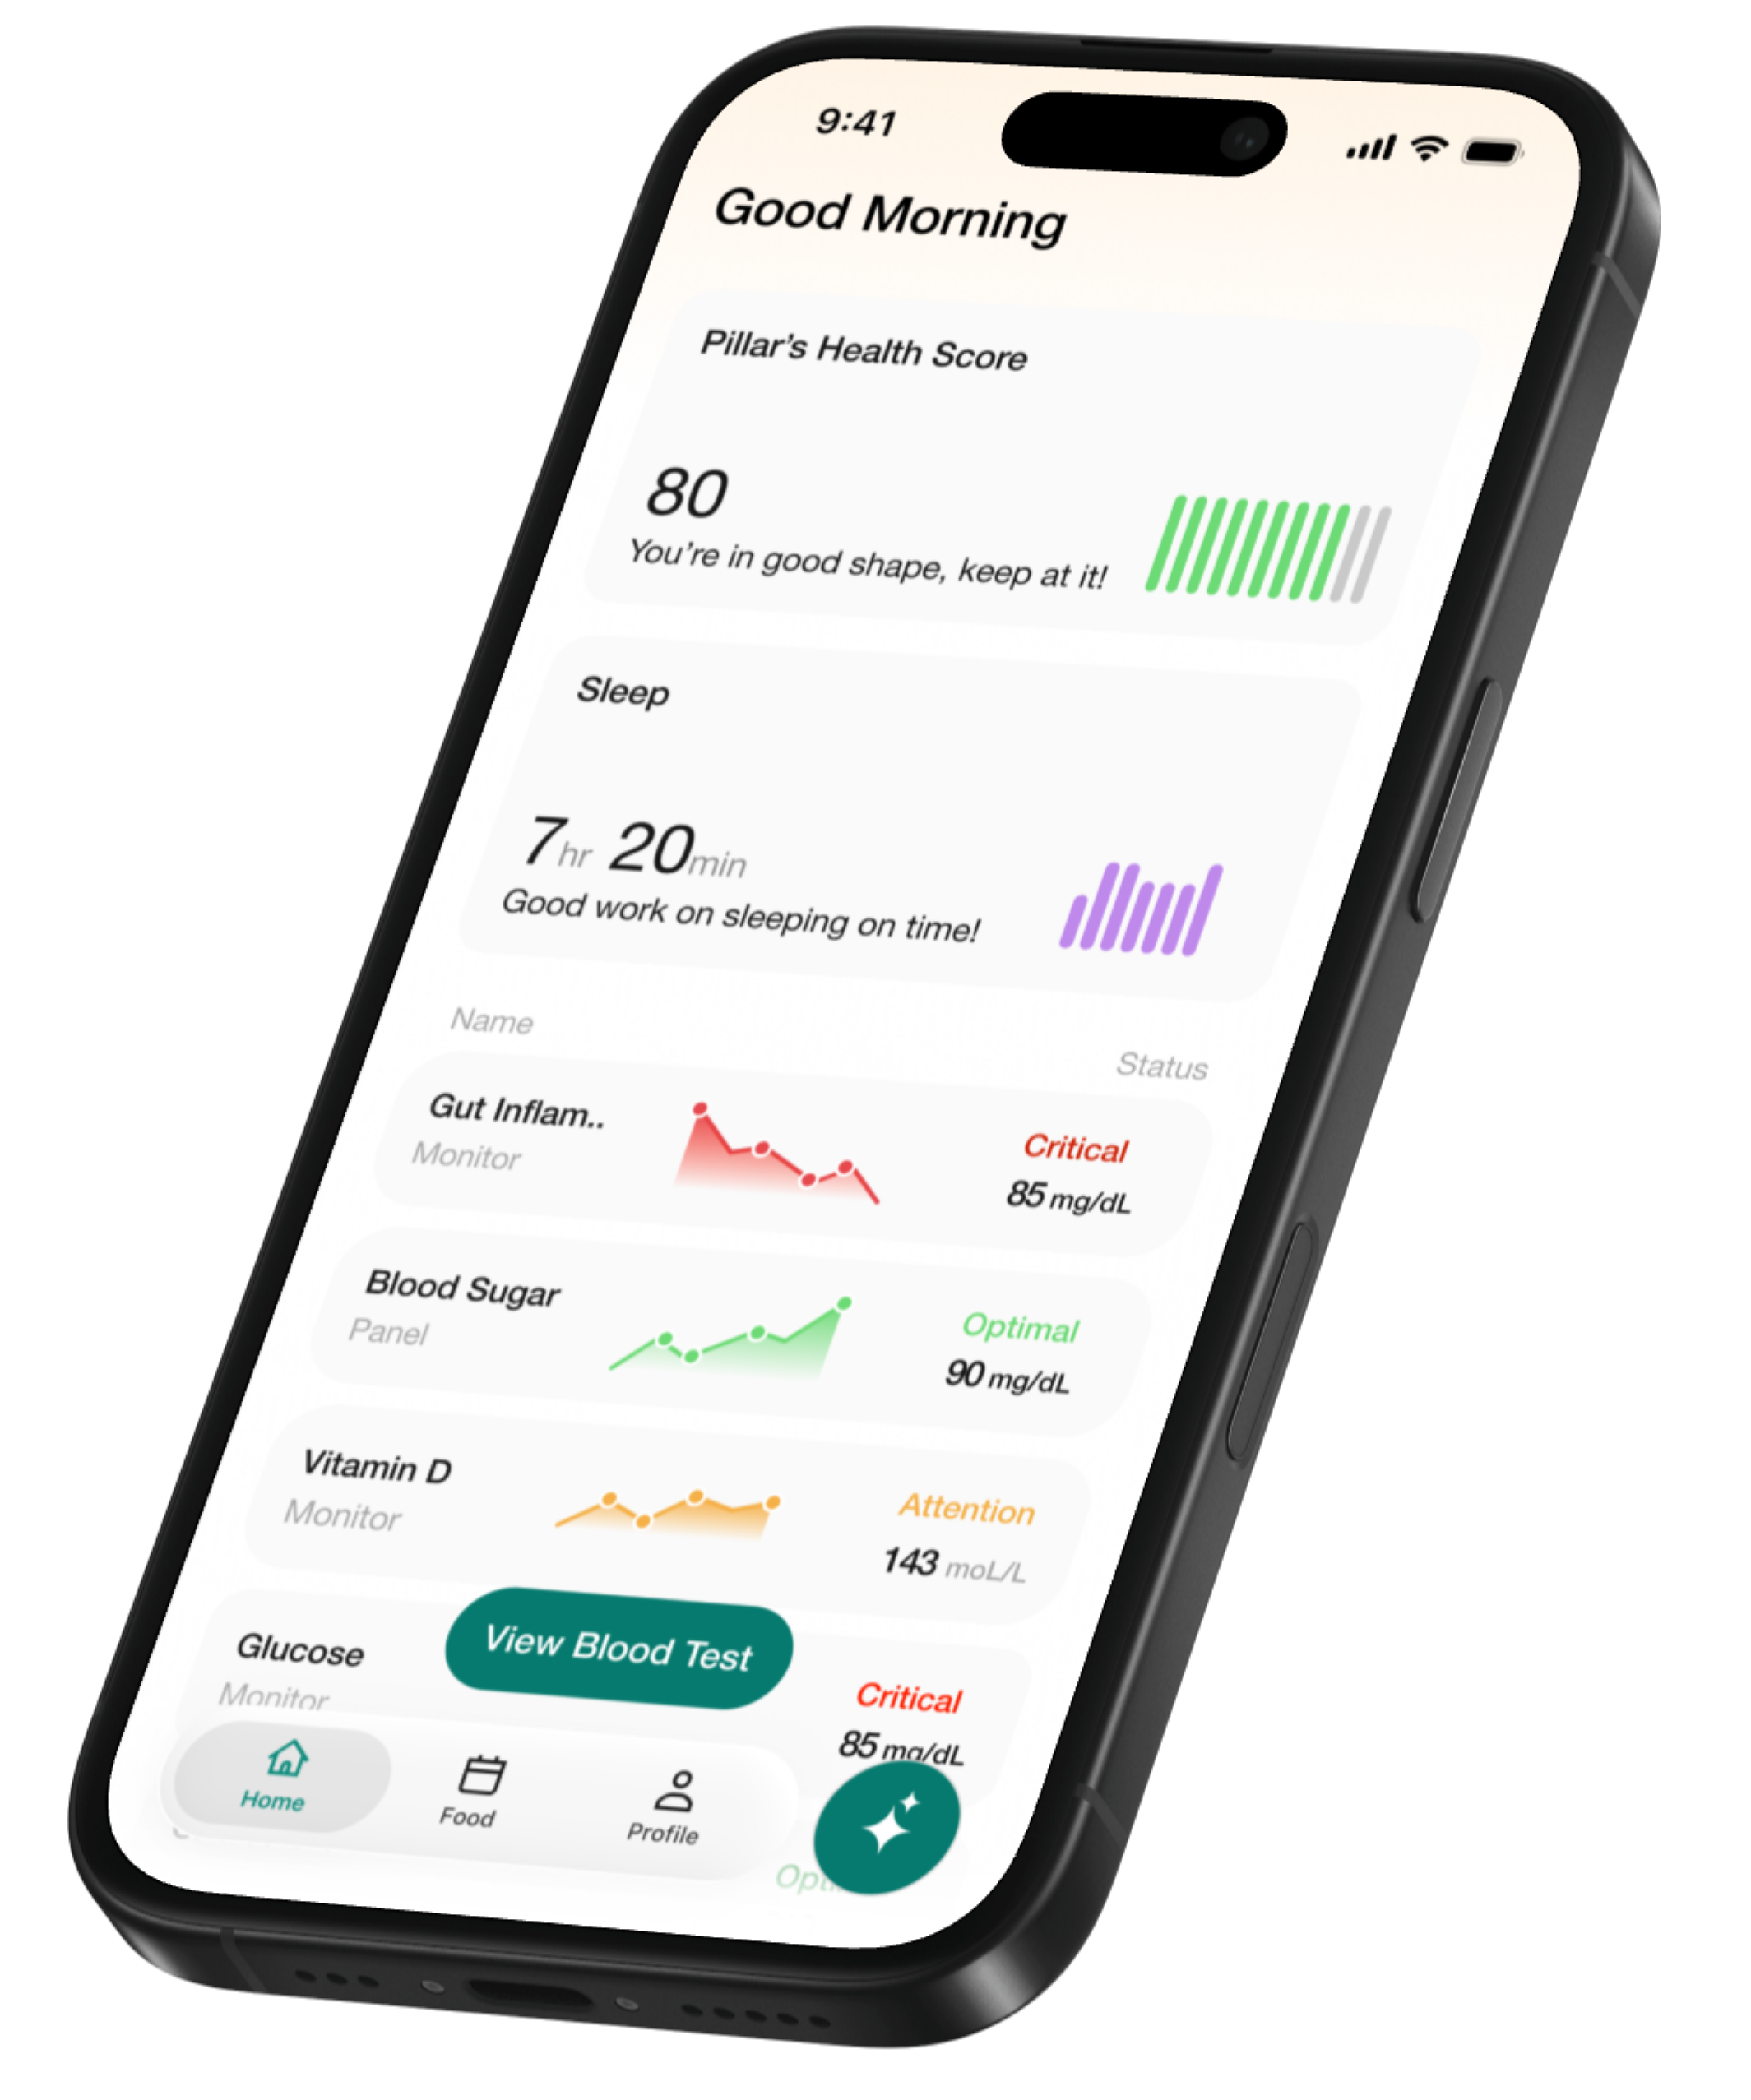 9:41
Good Morning
Pillar’s Health Score
80
You’re in good shape, keep at it!
Sleep
7hr 20min
Good work on sleeping on time!
Name
Status
Gut Inflam..
Monitor
Critical
85 mg/dL
Blood Sugar
Panel
Optimal
90 mg/dL
Vitamin D
Monitor
Attention
143 moL/L
View Blood Test
Glucose
Monitor
Critical
85 mg/dL
Home
Food
Profile